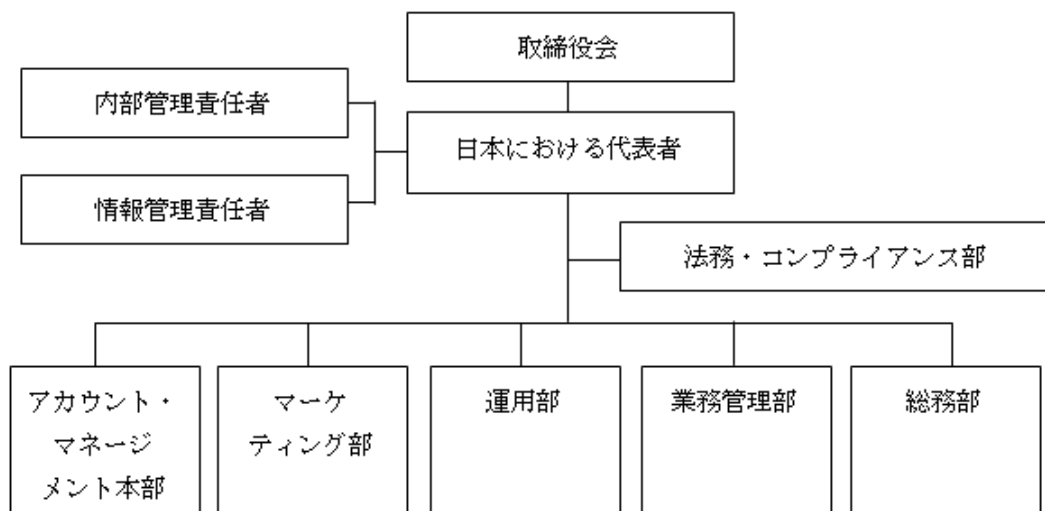 取締役会
内部管理責任者
日本における代表者
情報管理責任者
法務・コンプライアンス部
アカウント・
マネージ
メント本部
マーケ
ティング部
運用部
業務管理部
総務部